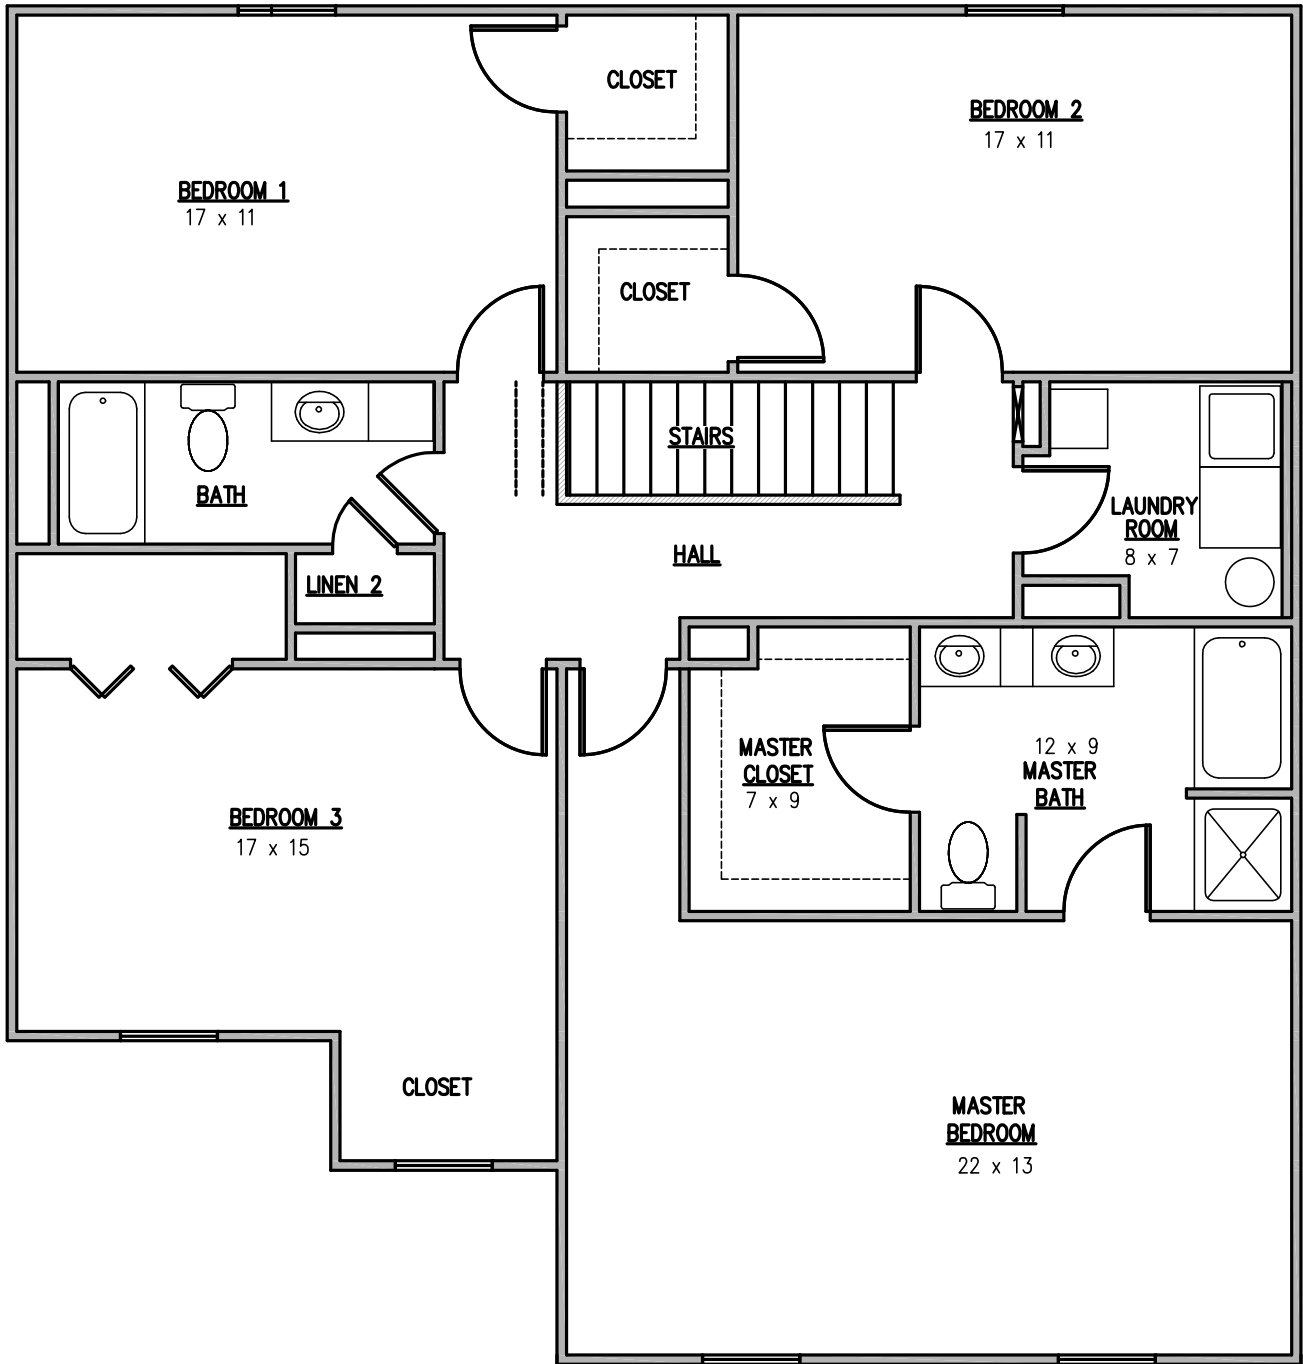 CLOSET
BEDROOM 2
17 x 11
BEDROOM 1
17 x 11
CLOSET
STAIRS
BATH
LAUNDRY
ROOM
8 x 7
HALL
LINEN 2
MASTER
CLOSET
7 x 9
12 x 9
MASTER
BATH
BEDROOM 3
17 x 15
CLOSET
MASTER
BEDROOM
22 x 13